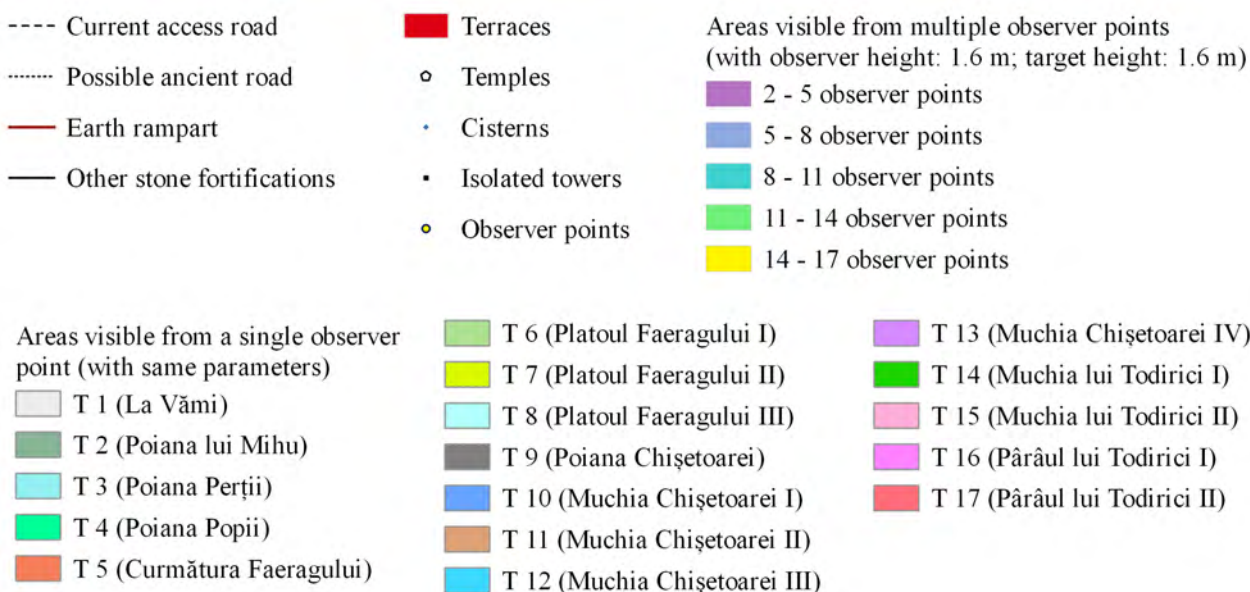 Current access road
Possible ancient road
Earth rampart
Other stone fortifications
Terraces
Temples
Cisterns
Isolated towers
Observer points
Areas visible from multiple observer points
(with observer height: 1.6 m; target height: 1.6 m)
2 - 5 observer points
5 - 8 observer points
8 - 11 observer points
11 - 14 observer points
14 - 17 observer points
Areas visible from a single observer
point (with same parameters)
T 1 (La Vămi)
T 2 (Poiana lui Mihu)
T 3 (Poiana Perții)
T 4 (Poiana Popii)
T 5 (Curmătura Faeragului)
T 6 (Platoul Faeragului I)
T 7 (Platoul Faeragului II)
T 8 (Platoul Faeragului III)
T 9 (Poiana Chișetoarei)
T 10 (Muchia Chișetoarei I)
T 11 (Muchia Chișetoarei II)
T 12 (Muchia Chișetoarei III)
T 13 (Muchia Chișetoarei IV)
T 14 (Muchia lui Todirici I)
T 15 (Muchia lui Todirici II)
T 16 (Pârâul lui Todirici I)
T 17 (Pârâul lui Todirici II)